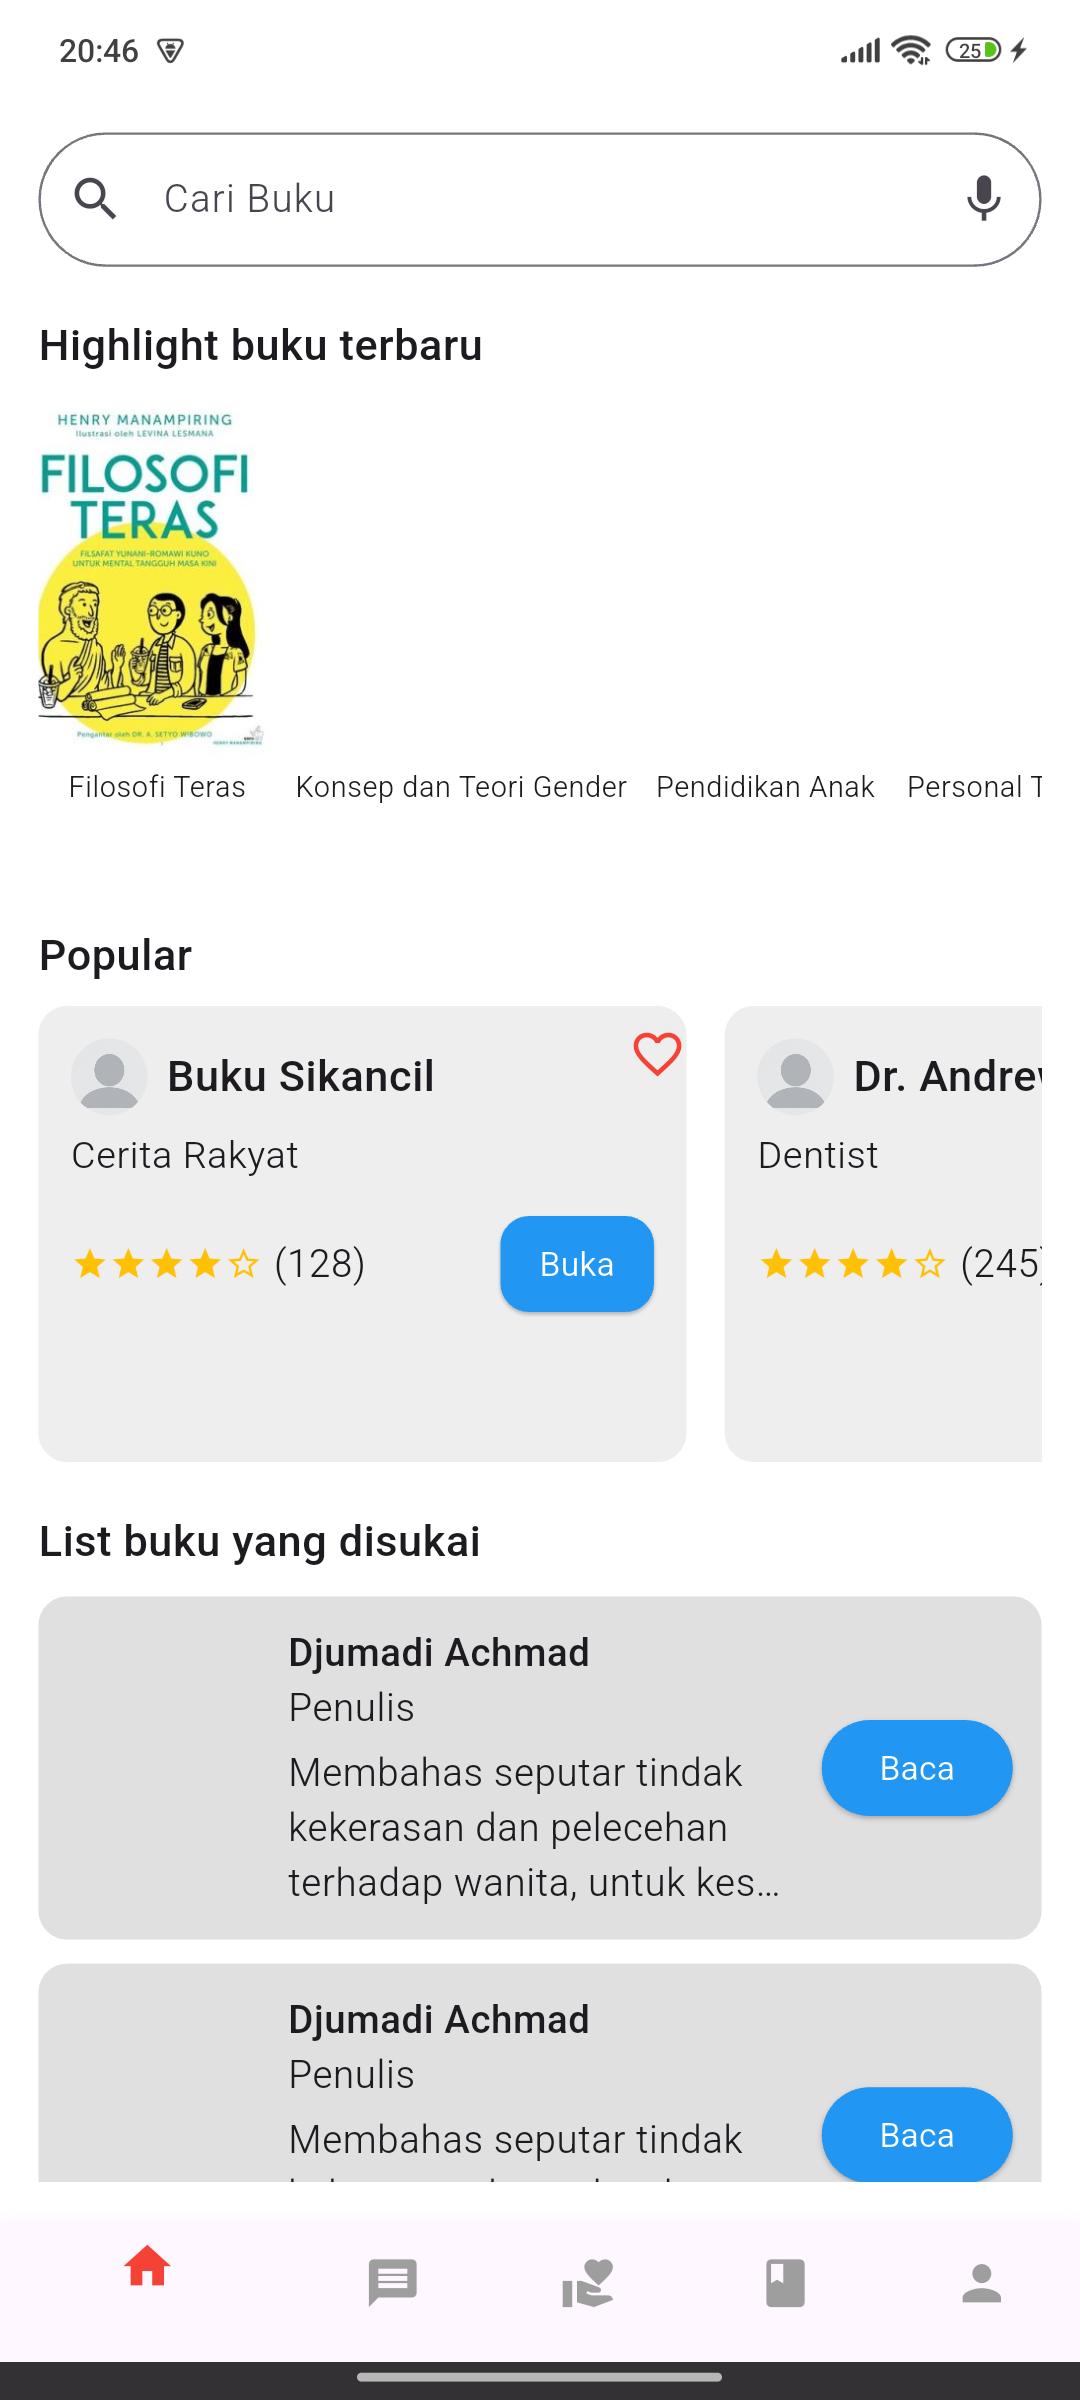 20:46
25
Cari Buku
Highlight buku terbaru
HENRY MANAMPIRING
Ilustrasi oleh LEVINA LESMANA
FILOSOFI
TERAS
FILSAFAT YUNANI-ROMAWI KUNO
UNTUK MENTAL TANGGUH MASA KINI
Pengantar oleh DR. A. SETYO WIBOWO
HENRY MANAMPIRING
Filosofi Teras
Konsep dan Teori Gender
Pendidikan Anak
Personal T
Popular
Buku Sikancil
Cerita Rakyat
(128)
Buka
Dr. Andrew
Dentist
(245)
List buku yang disukai
Djumadi Achmad
Penulis
Membahas seputar tindak
kekerasan dan pelecehan
terhadap wanita, untuk kes...
Baca
Djumadi Achmad
Penulis
Membahas seputar tindak
Baca